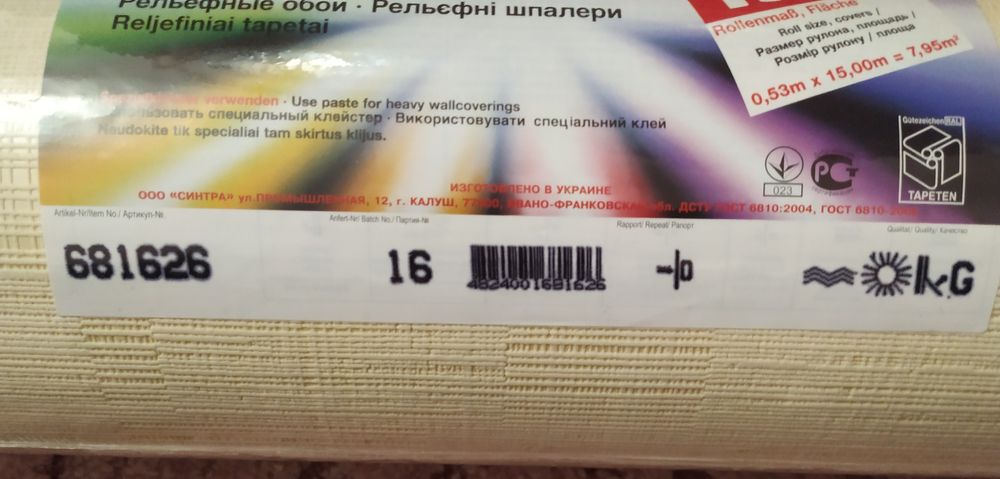 Рельефные обои · Рельєфні шпалери
Reljefiniai tapetai
Rollenmaß, Fläche
Roll size, covers /
Размер рулона, площадь /
Розмір рулону / площа
0,53m x 15,00m = 7,95m²
verwenden · Use paste for heavy wallcoverings
специальный клейстер · Використовувати спеціальний клей
Naudokite tik specialiai tam skirtus klijus.
Gütezeichen RAL
TAPETEN
023
ИЗГОТОВЛЕНО В УКРАИНЕ
ООО «СИНТРА» ул.ПРОМЫШЛЕННАЯ, 12, г. КАЛУШ, ИВАНО-ФРАНКОВСКАЯ обл. ДСТУ ГОСТ 6810:2004, ГОСТ
Artikel-Nr/Item No./ Артикул-№
Anfert-Nr/ Batch No./ Партия-№
Rapport/ Repeat/ Рапорт
Qualität/ Quality/ Качество
681626
16
4824001681626
kG